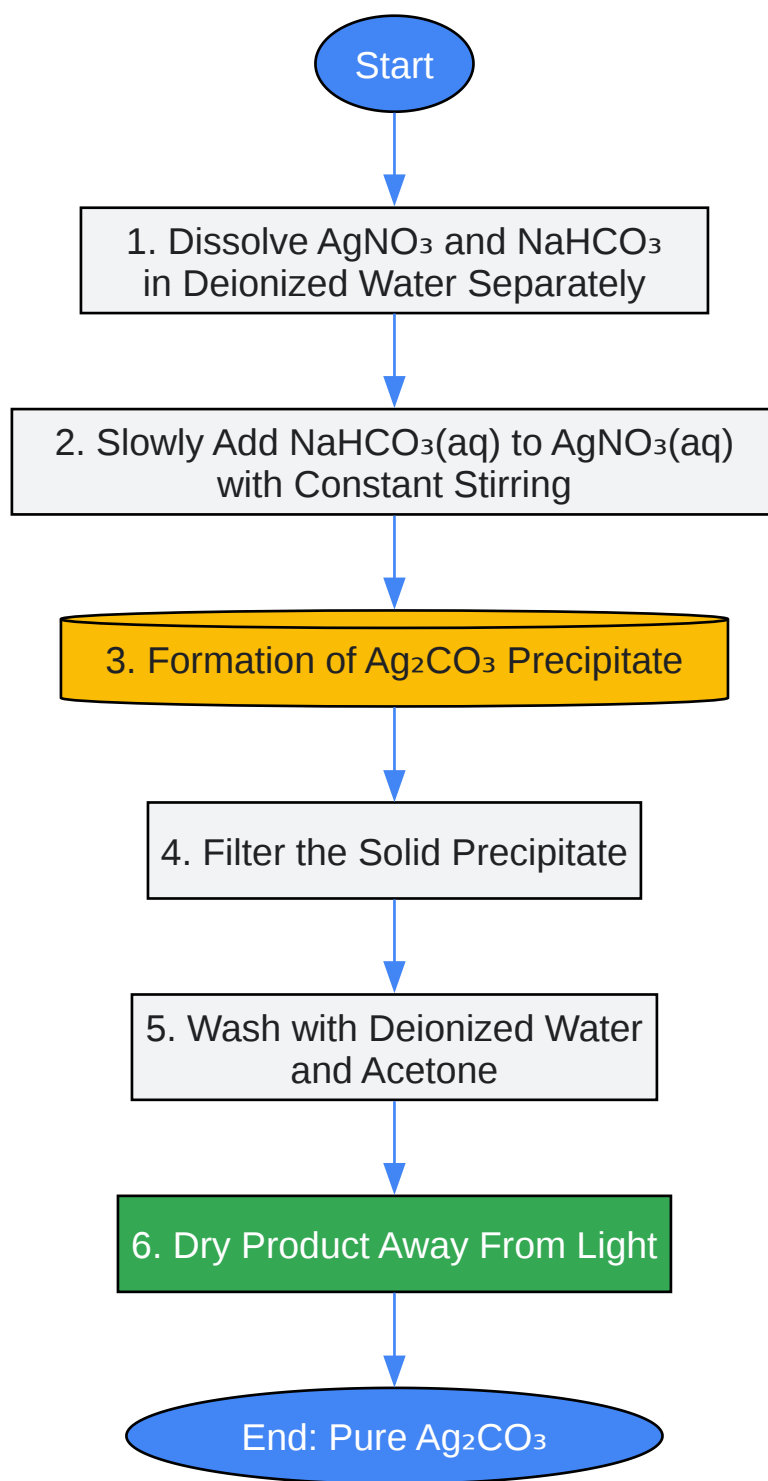 Start
1. Dissolve AgNO₃ and NaHCO₃
in Deionized Water Separately
2. Slowly Add NaHCO₃(aq) to AgNO₃(aq)
with Constant Stirring
3. Formation of Ag₂CO₃ Precipitate
4. Filter the Solid Precipitate
5. Wash with Deionized Water
and Acetone
6. Dry Product Away From Light
End: Pure Ag₂CO₃